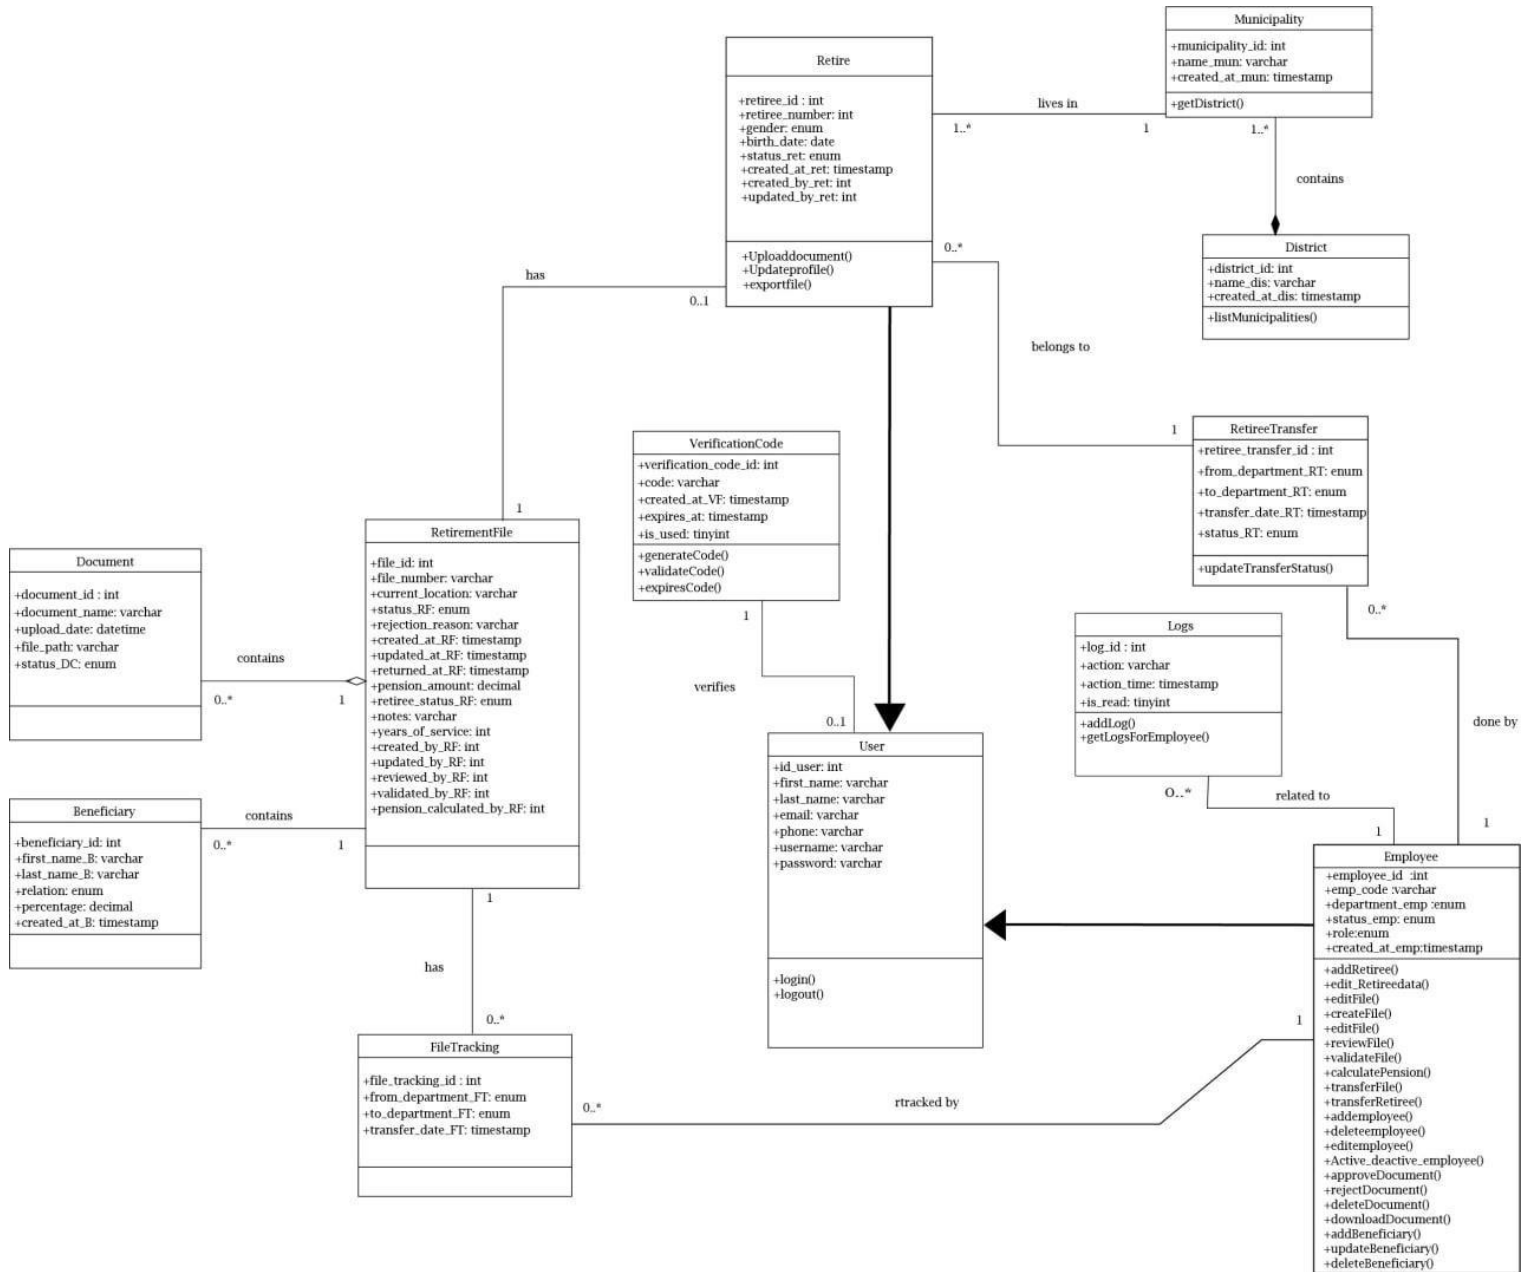 Municipality
+municipality_id: int
+name_mun: varchar
+created_at_mun: timestamp
+getDistrict()
Retire
+retiree_id : int
+retiree_number: int
+gender: enum
+birth_date: date
+status_ret: enum
+created_at_ret: timestamp
+created_by_ret: int
+updated_by_ret: int
+Uploaddocument()
+Updateprofile()
+exportfile()
lives in
1..*
1
1..*
contains
District
+district_id: int
+name_dis: varchar
+created_at_dis: timestamp
+listMunicipalities()
0..*
has
0..1
belongs to
1
RetireeTransfer
+retiree_transfer_id : int
+from_department_RT: enum
+to_department_RT: enum
+transfer_date_RT: timestamp
+status_RT: enum
+updateTransferStatus()
VerificationCode
+verification_code_id: int
+code: varchar
+created_at_VF: timestamp
+expires_at: timestamp
+is_used: tinyint
+generateCode()
+validateCode()
+expiresCode()
1
1
RetirementFile
+file_id: int
+file_number: varchar
+current_location: varchar
+status_RF: enum
+rejection_reason: varchar
+created_at_RF: timestamp
+updated_at_RF: timestamp
+returned_at_RF: timestamp
+pension_amount: decimal
+retiree_status_RF: enum
+notes: varchar
+years_of_service: int
+created_by_RF: int
+updated_by_RF: int
+reviewed_by_RF: int
+validated_by_RF: int
+pension_calculated_by_RF: int
Document
+document_id : int
+document_name: varchar
+upload_date: datetime
+file_path: varchar
+status_DC: enum
contains
0..*
1
Beneficiary
+beneficiary_id: int
+first_name_B: varchar
+last_name_B: varchar
+relation: enum
+percentage: decimal
+created_at_B: timestamp
contains
0..*
1
verifies
0..1
User
+id_user: int
+first_name: varchar
+last_name: varchar
+email: varchar
+phone: varchar
+username: varchar
+password: varchar
+login()
+logout()
0..*
Logs
+log_id : int
+action: varchar
+action_time: timestamp
+is_read: tinyint
+addLog()
+getLogsForEmployee()
done by
O..*
related to
1
1
Employee
+employee_id :int
+emp_code :varchar
+department_emp :enum
+status_emp: enum
+role:enum
+created_at_emp:timestamp
+addRetiree()
+edit_Retireedata()
+editFile()
+createFile()
+editFile()
+reviewFile()
+validateFile()
+calculatePension()
+transferFile()
+transferRetiree()
+addemployee()
+deleteemployee()
+editemployee()
+Active_deactive_employee()
+approveDocument()
+rejectDocument()
+deleteDocument()
+downloadDocument()
+addBeneficiary()
+updateBeneficiary()
+deleteBeneficiary()
1
has
0..*
FileTracking
+file_tracking_id : int
+from_department_FT: enum
+to_department_FT: enum
+transfer_date_FT: timestamp
0..*
rtracked by
1